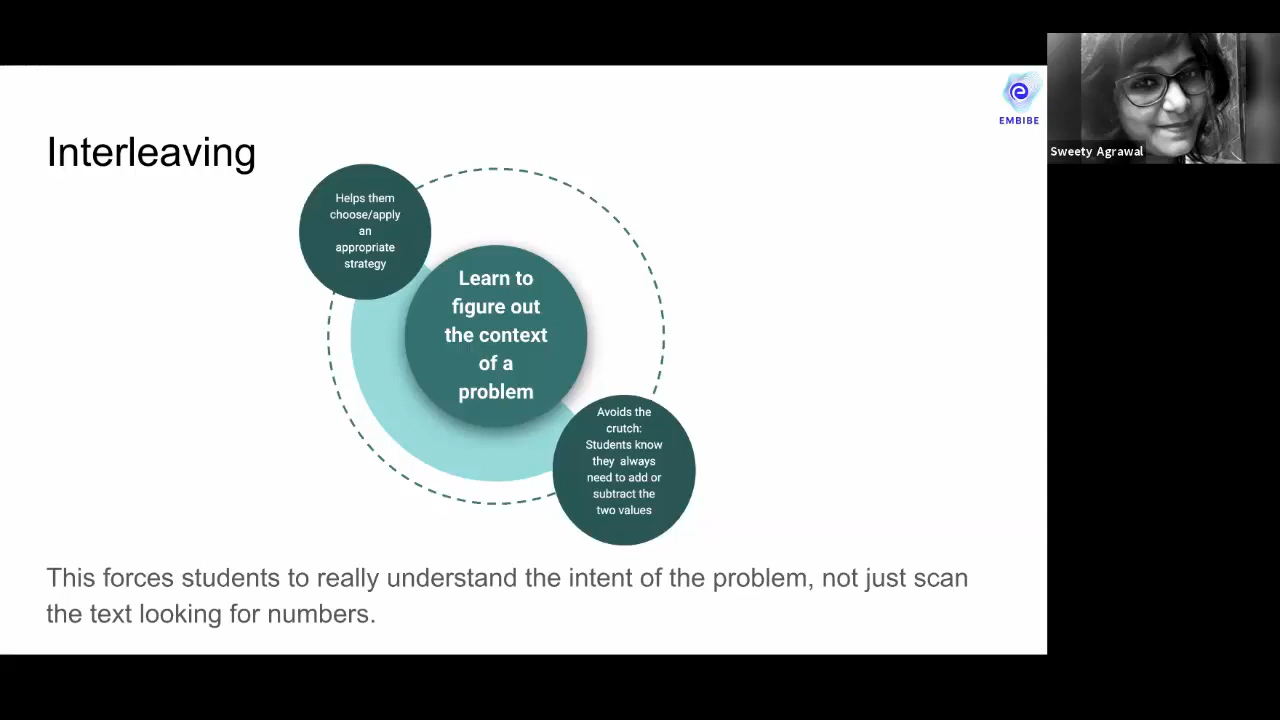 EMBIBE
Sweety Agrawal
Interleaving
Helps them
choose/apply
an
appropriate
strategy
Learn to
figure out
the context
of a
problem
Avoids the
crutch:
Students know
they always
need to add or
subtract the
two values
This forces students to really understand the intent of the problem, not just scan
the text looking for numbers.